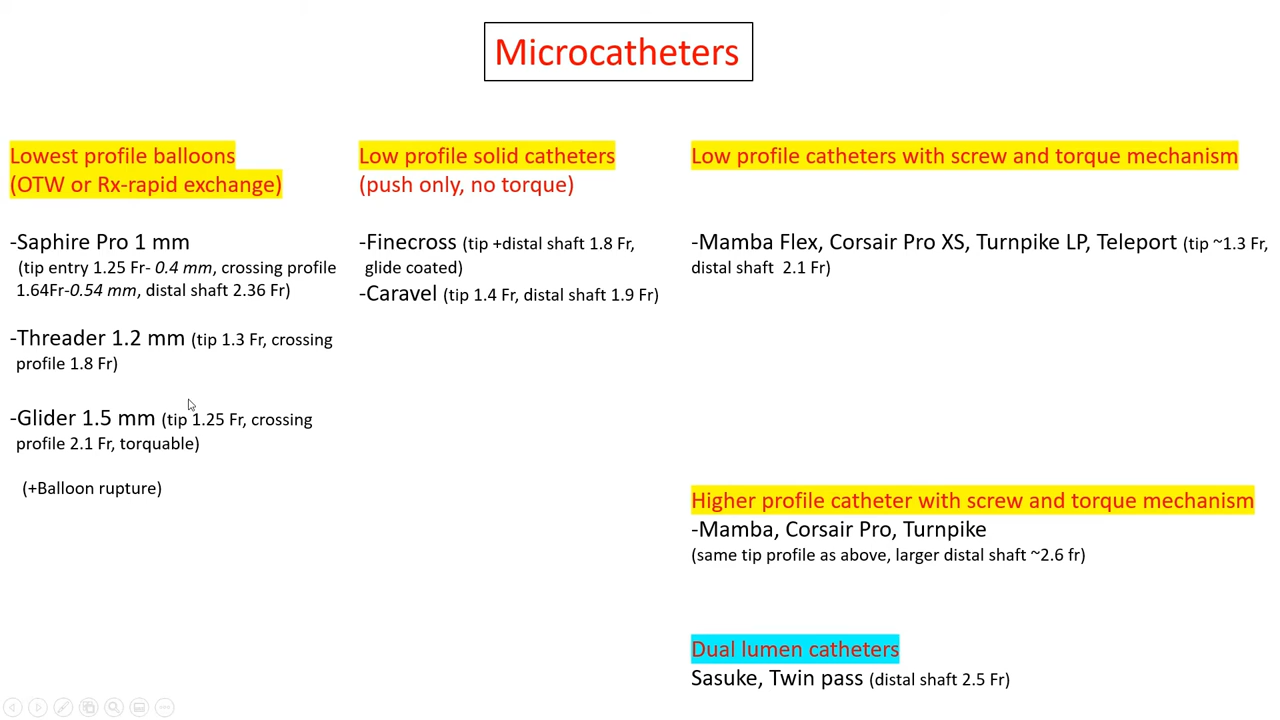 Microcatheters
Lowest profile balloons
(OTW or Rx-rapid exchange)
-Saphire Pro 1 mm
(tip entry 1.25 Fr- 0.4 mm, crossing profile
1.64Fr-0.54 mm, distal shaft 2.36 Fr)
-Threader 1.2 mm (tip 1.3 Fr, crossing
profile 1.8 Fr)
-Glider 1.5 mm (tip 1.25 Fr, crossing
profile 2.1 Fr, torquable)
(+Balloon rupture)
Low profile solid catheters
(push only, no torque)
-Finecross (tip +distal shaft 1.8 Fr,
glide coated)
-Caravel (tip 1.4 Fr, distal shaft 1.9 Fr)
Low profile catheters with screw and torque mechanism
-Mamba Flex, Corsair Pro XS, Turnpike LP, Teleport (tip ~1.3 Fr,
distal shaft  2.1 Fr)
Higher profile catheter with screw and torque mechanism
-Mamba, Corsair Pro, Turnpike
(same tip profile as above, larger distal shaft ~2.6 fr)
Dual lumen catheters
Sasuke, Twin pass (distal shaft 2.5 Fr)